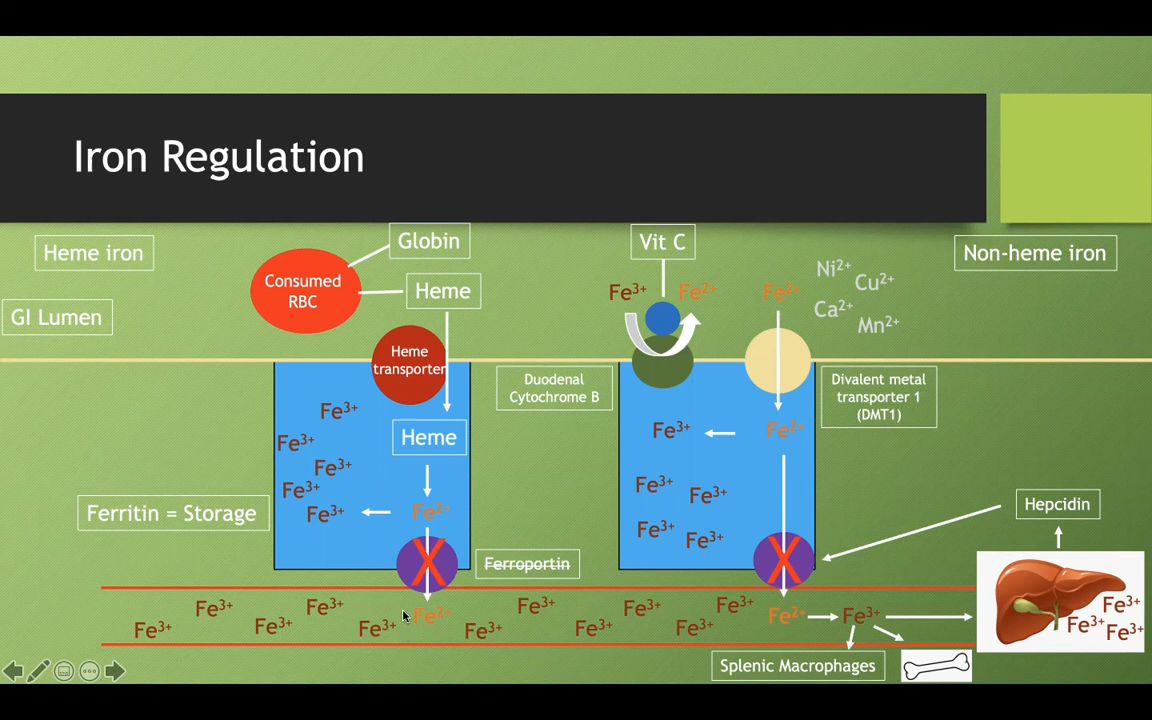 Iron Regulation
Heme iron
Globin
Vit C
Non-heme iron
Consumed
RBC
Heme
Fe³⁺
Fe²⁺
Fe²⁺
Ni²⁺
Cu²⁺
Ca²⁺
Mn²⁺
GI Lumen
Heme
transporter
Duodenal
Cytochrome B
Divalent metal
transporter 1
(DMT1)
Fe³⁺
Fe³⁺
Fe³⁺
Fe³⁺
Fe³⁺
Heme
Fe²⁺
Fe³⁺
Fe²⁺
Fe³⁺
Fe³⁺
Fe³⁺
Fe³⁺
Ferritin = Storage
Hepcidin
X
Ferroportin
X
Fe³⁺
Fe³⁺
Fe³⁺
Fe³⁺
Fe³⁺
Fe²⁺
Fe³⁺
Fe³⁺
Fe³⁺
Fe³⁺
Fe³⁺
Fe³⁺
Fe²⁺
Fe³⁺
Fe³⁺
Fe³⁺
Fe³⁺
Splenic Macrophages